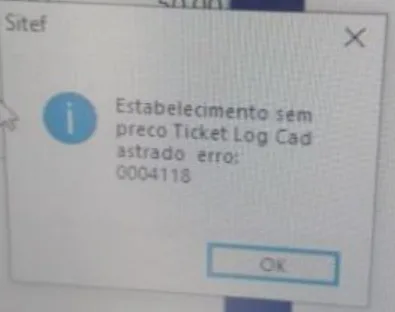 Sitef
Estabelecimento sem
preco Ticket Log Cad
astrado erro:
0004118
OK